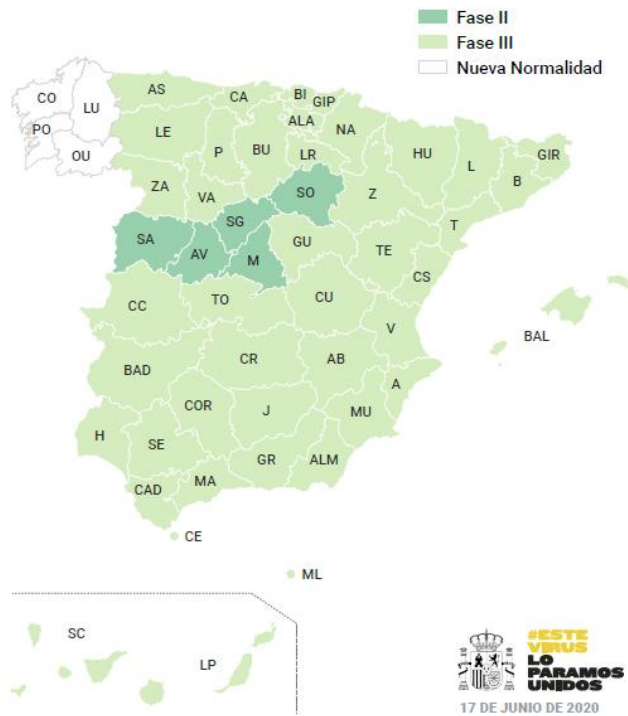 Fase II
Fase III
Nueva Normalidad
CO
LU
PO
OU
AS
CA
BI
GIP
ALA
NA
LE
P
BU
LR
HU
L
GIR
B
ZA
VA
SO
Z
SG
T
SA
AV
M
GU
TE
CS
CC
TO
CU
V
BAL
BAD
CR
AB
A
COR
J
MU
H
SE
GR
ALM
CAD
MA
CE
ML
SC
LP
#ESTE
VIRUS
LO
PARAMOS
UNIDOS
17 DE JUNIO DE 2020